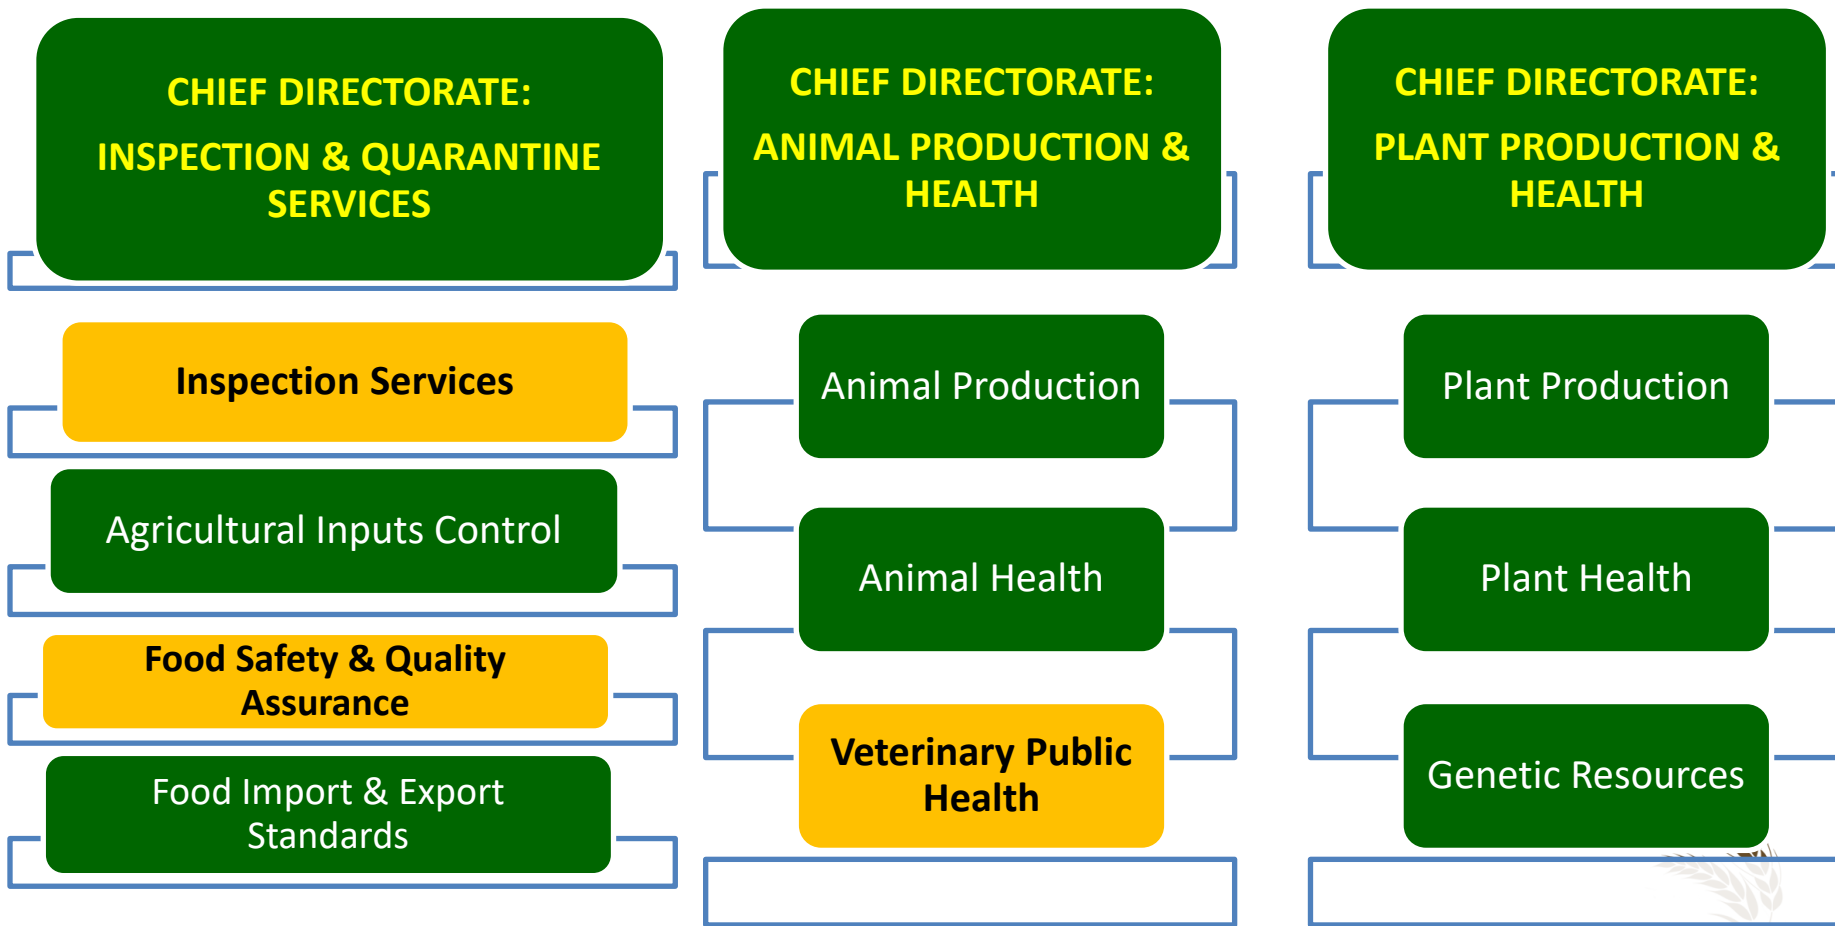 CHIEF DIRECTORATE:
INSPECTION & QUARANTINE
SERVICES
Inspection Services
Agricultural Inputs Control
Food Safety & Quality
Assurance
Food Import & Export
Standards
CHIEF DIRECTORATE:
ANIMAL PRODUCTION &
HEALTH
Animal Production
Animal Health
Veterinary Public
Health
CHIEF DIRECTORATE:
PLANT PRODUCTION &
HEALTH
Plant Production
Plant Health
Genetic Resources